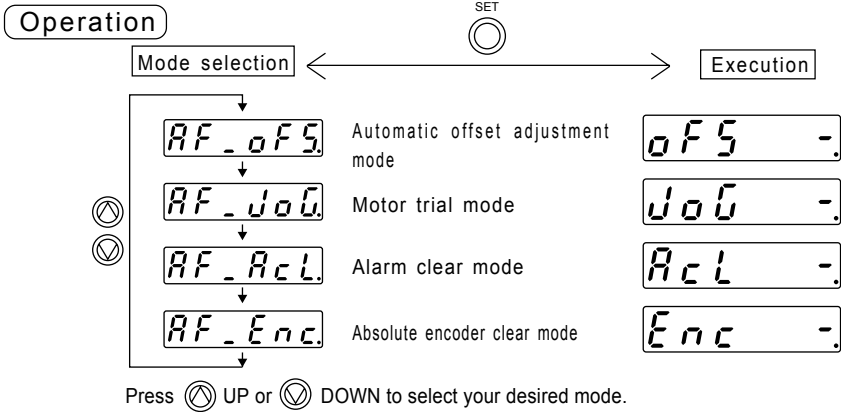 Operation
SET
Mode selection
Execution
AF_oFS.
Automatic offset adjustment
mode
oFS -.
AF_JoG.
Motor trial mode
JoG -.
AF_AcL.
Alarm clear mode
AcL -.
AF_Enc.
Absolute encoder clear mode
Enc -.
Press UP or DOWN to select your desired mode.